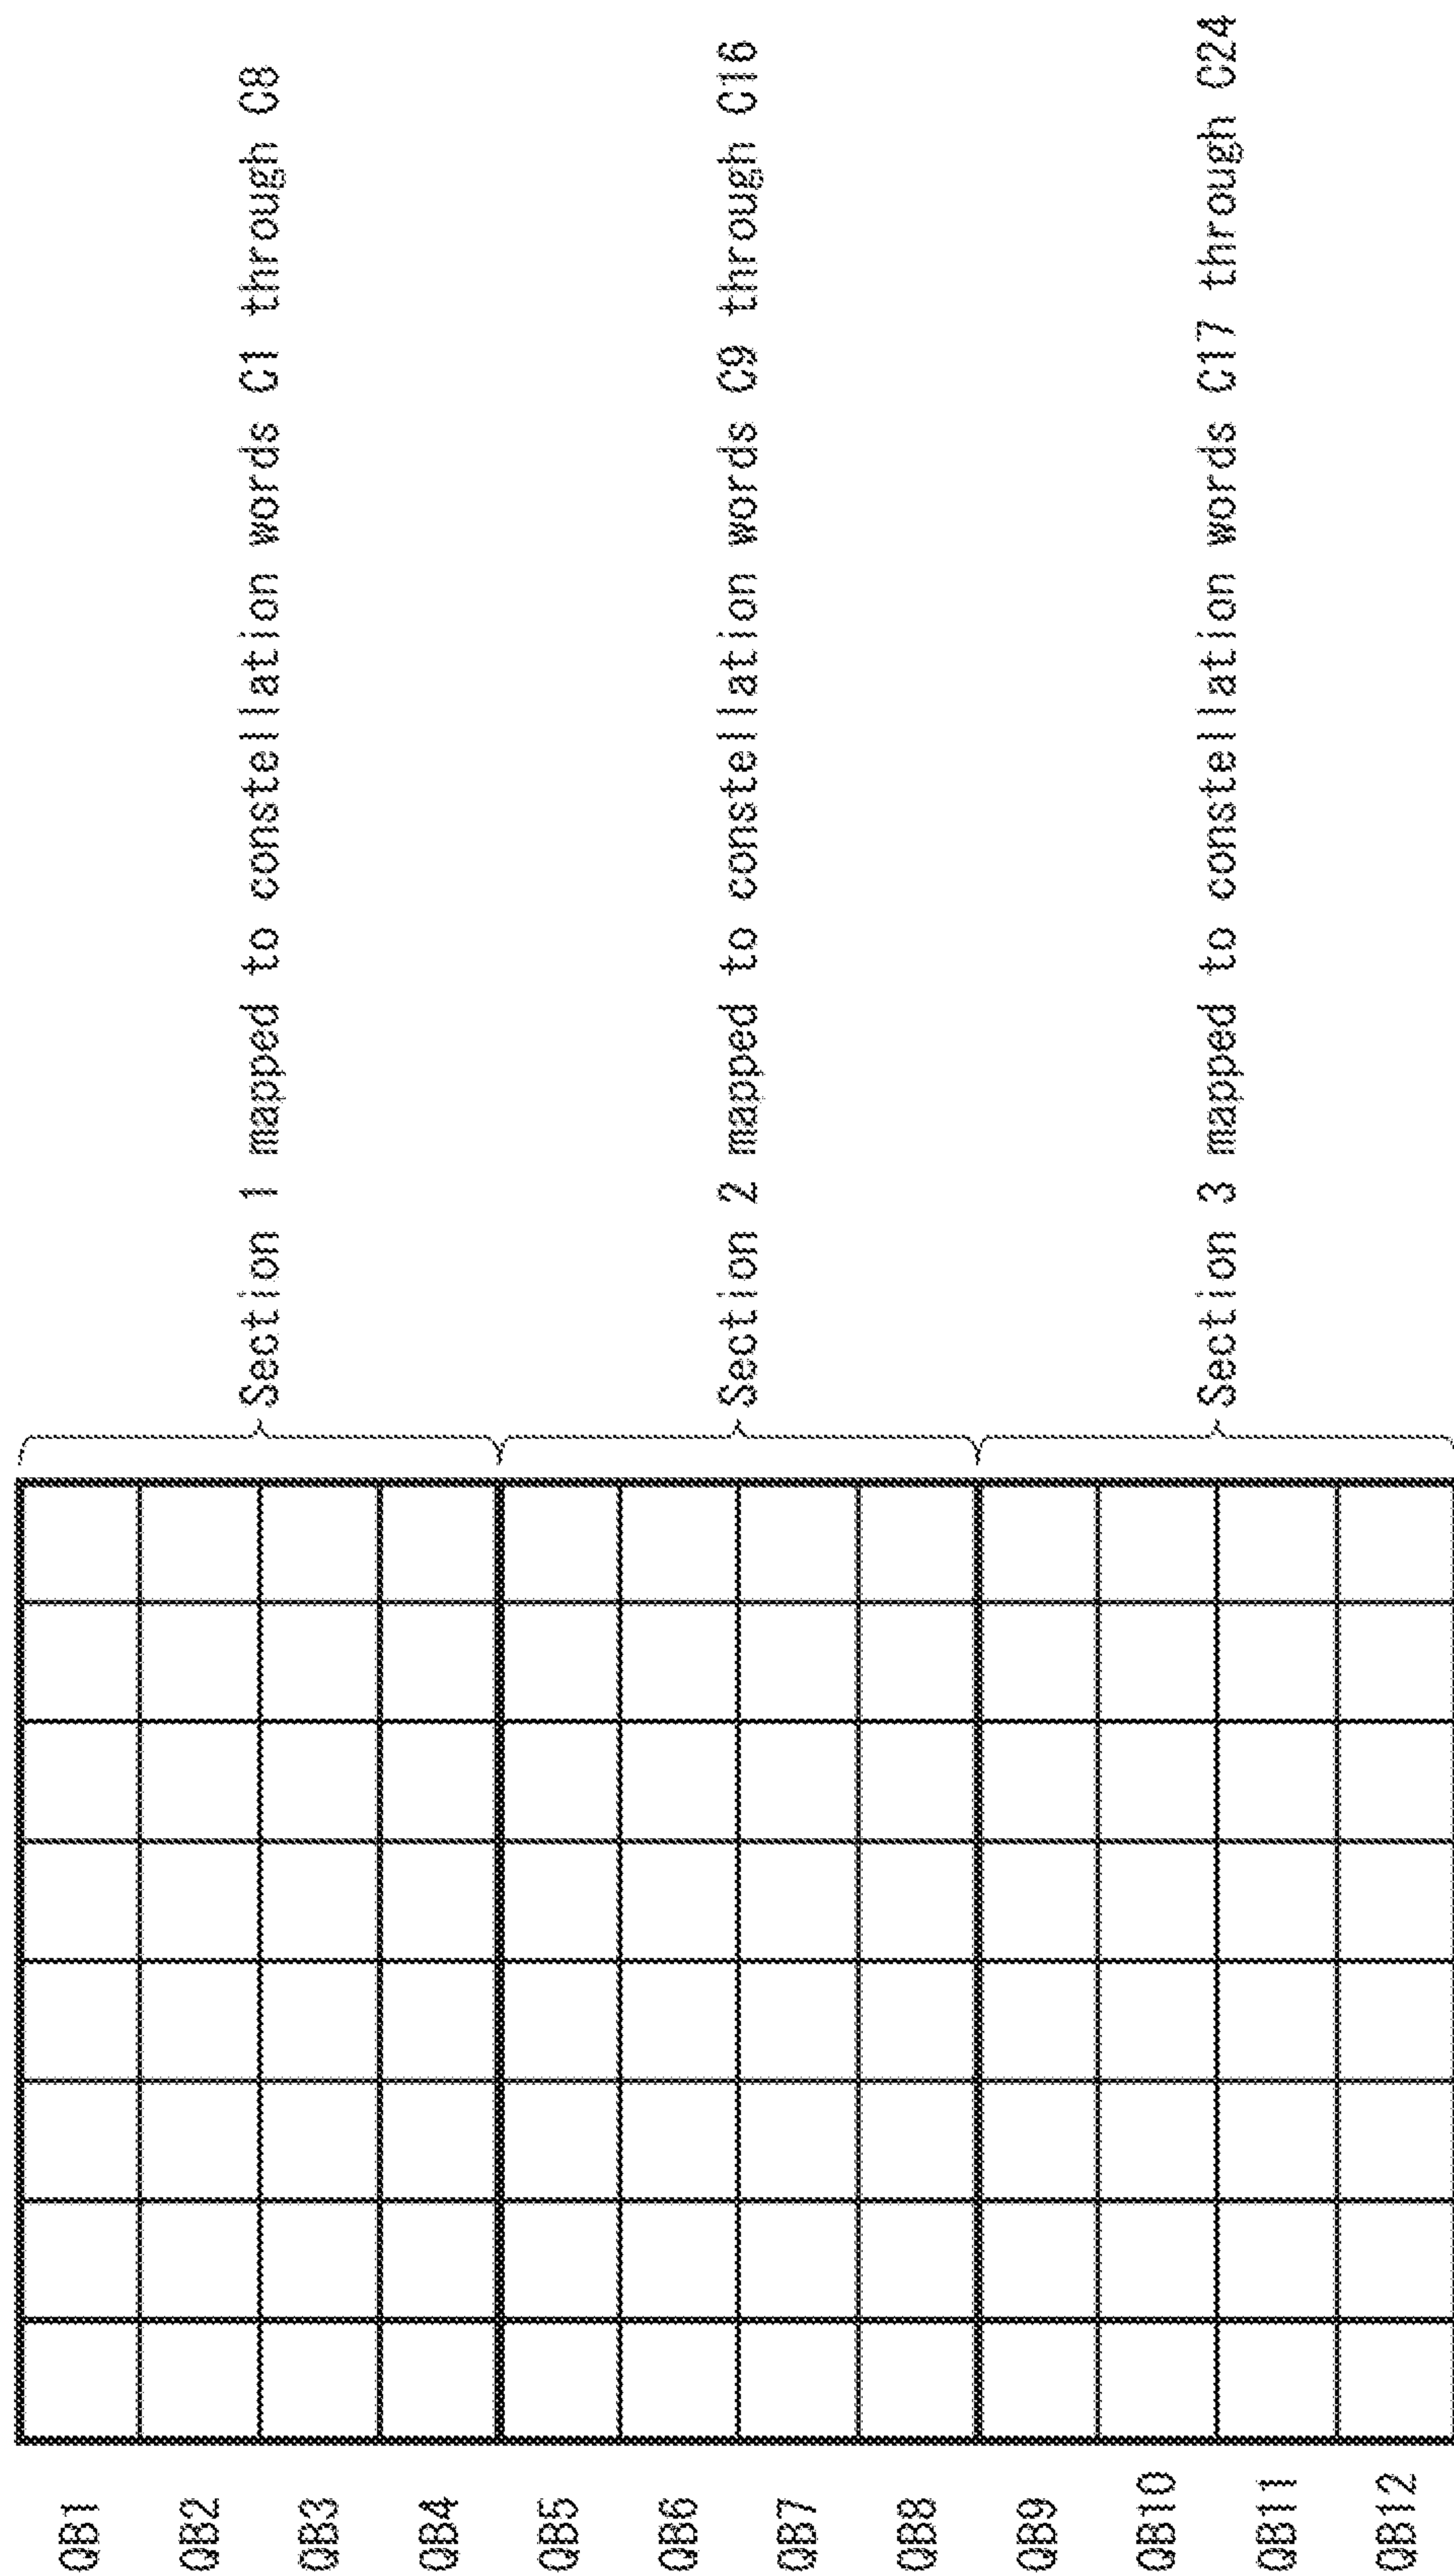 QB1
QB2
QB3
QB4
QB5
QB6
QB7
QB8
QB9
QB10
QB11
QB12
Section 1 mapped to constellation words C1 through C8
Section 2 mapped to constellation words C9 through C16
Section 3 mapped to constellation words C17 through C24